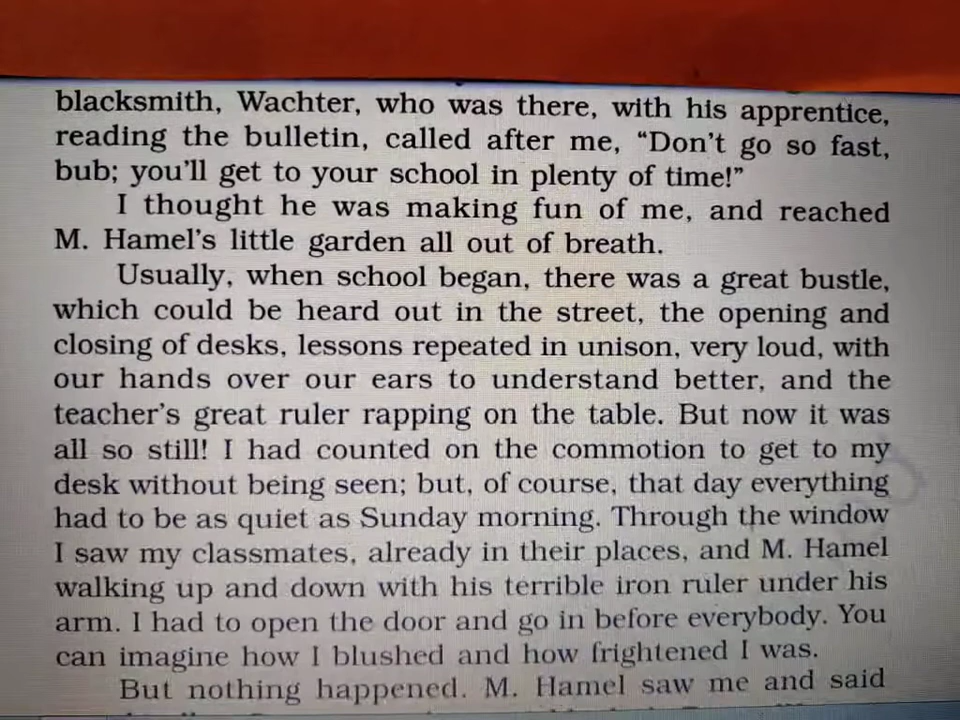 blacksmith, Wachter, who was there, with his apprentice,
reading the bulletin, called after me, “Don’t go so fast,
bub; you’ll get to your school in plenty of time!”
I thought he was making fun of me, and reached
M. Hamel’s little garden all out of breath.
Usually, when school began, there was a great bustle,
which could be heard out in the street, the opening and
closing of desks, lessons repeated in unison, very loud, with
our hands over our ears to understand better, and the
teacher’s great ruler rapping on the table. But now it was
all so still! I had counted on the commotion to get to my
desk without being seen; but, of course, that day everything
had to be as quiet as Sunday morning. Through the window
I saw my classmates, already in their places, and M. Hamel
walking up and down with his terrible iron ruler under his
arm. I had to open the door and go in before everybody. You
can imagine how I blushed and how frightened I was.
But nothing happened. M. Hamel saw me and said